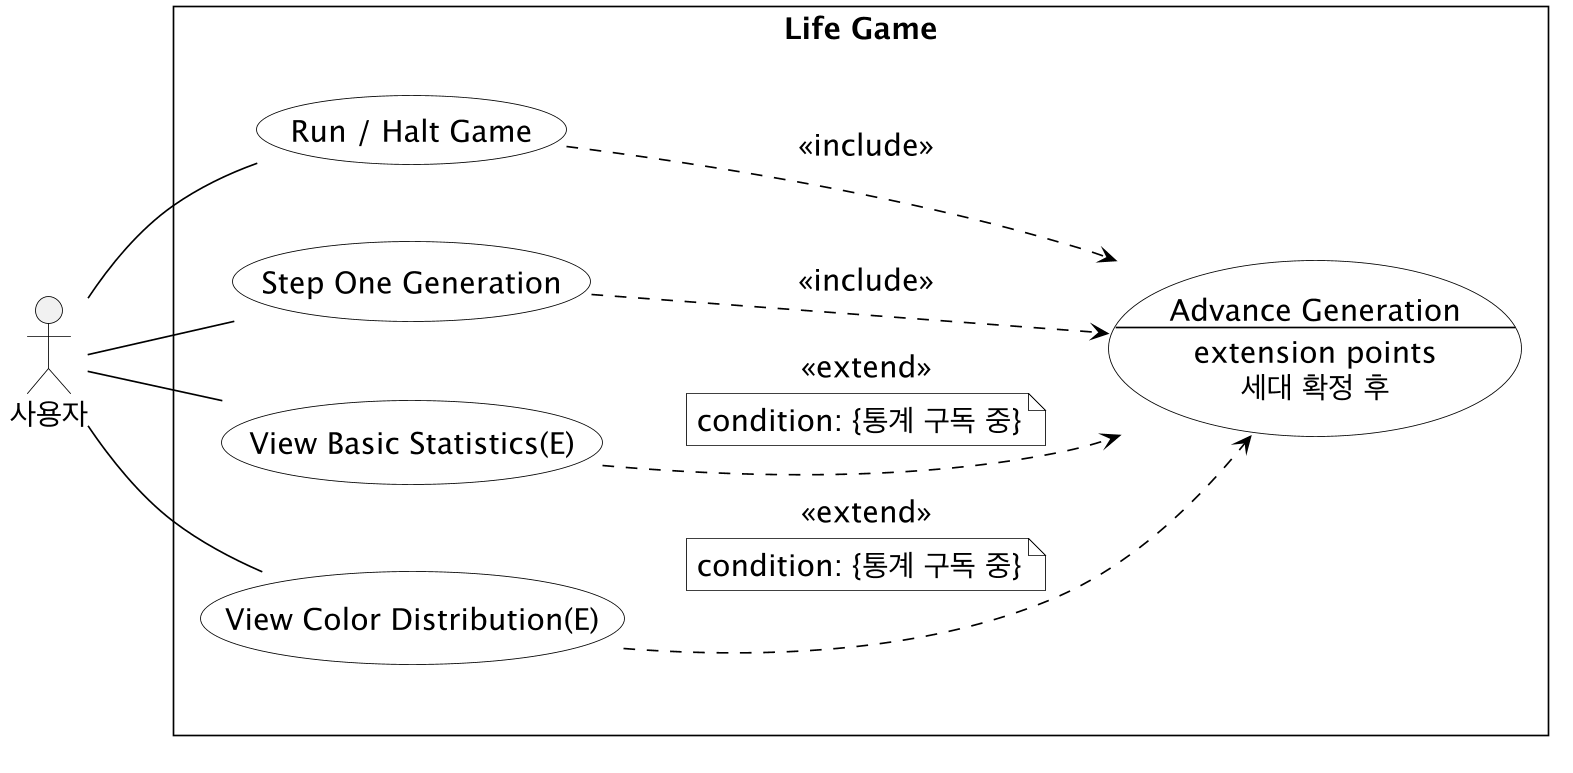 Life Game
Run / Halt Game
«include»
Step One Generation
«include»
Advance Generation
extension points
세대 확정 후
사용자
«extend»
condition: {통계 구독 중}
View Basic Statistics(E)
«extend»
condition: {통계 구독 중}
View Color Distribution(E)